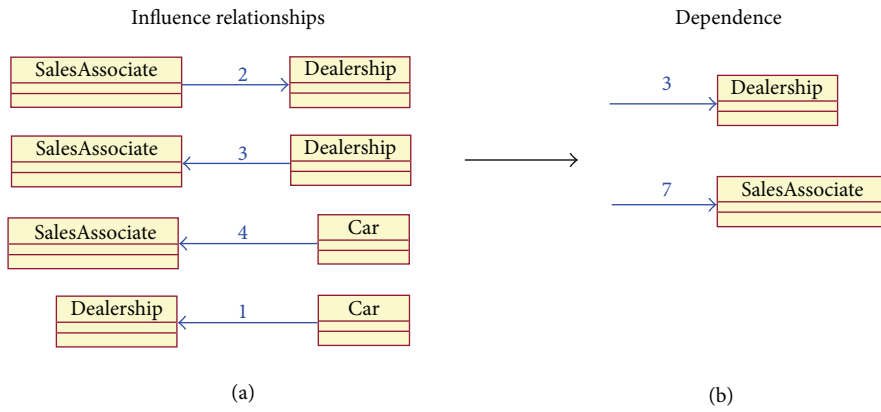 Influence relationships
SalesAssociate
2
Dealership
SalesAssociate
3
Dealership
SalesAssociate
4
Car
Dealership
1
Car
(a)
Dependence
3
Dealership
7
SalesAssociate
(b)